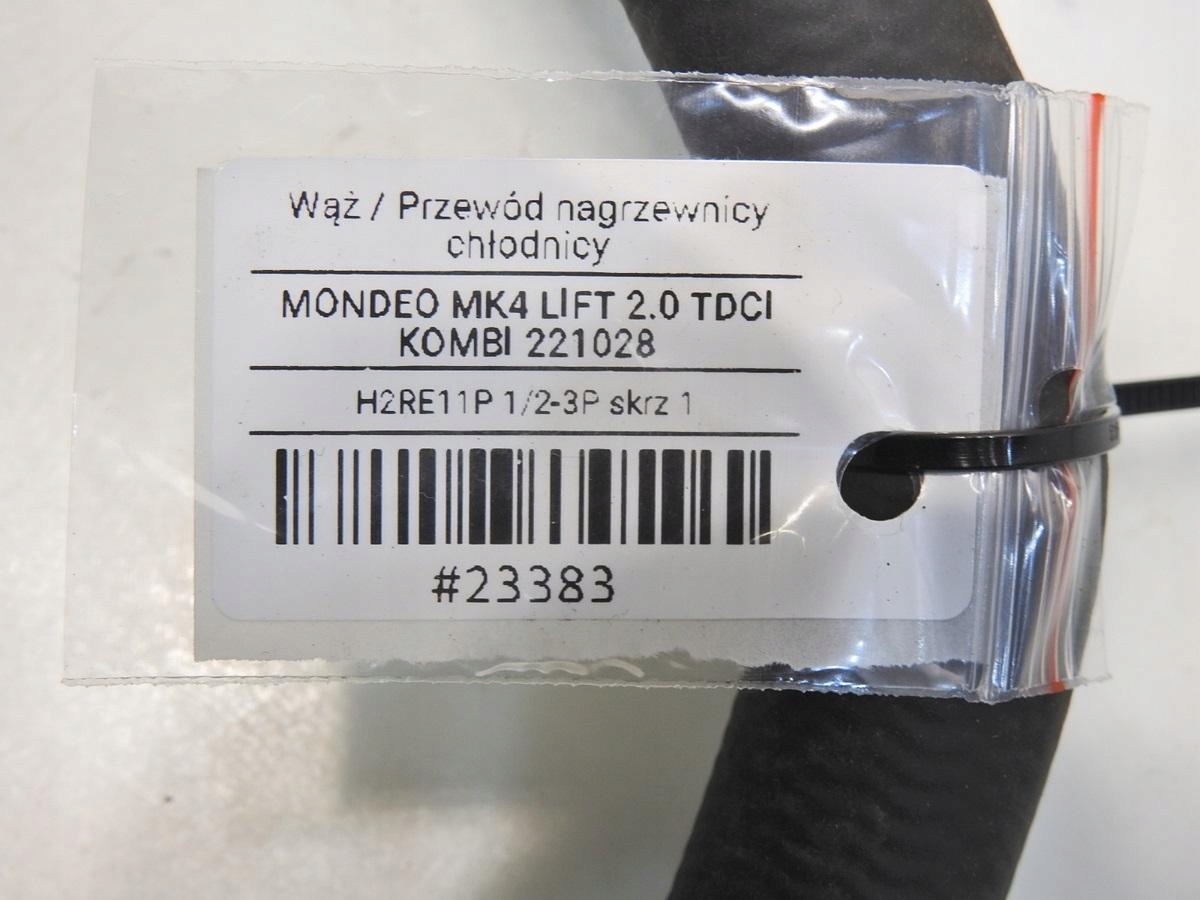 Wąż / Przewód nagrzewnicy
chłodnicy
MONDEO MK4 LIFT 2.0 TDCI
KOMBI 221028
H2RE11P 1/2-3P skrz 1
#23383